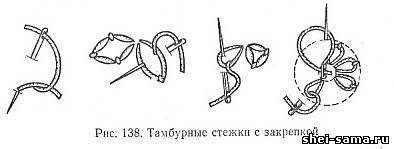 Рис. 138. Тамбурные стежки с закрепкой
shei-sama.ru